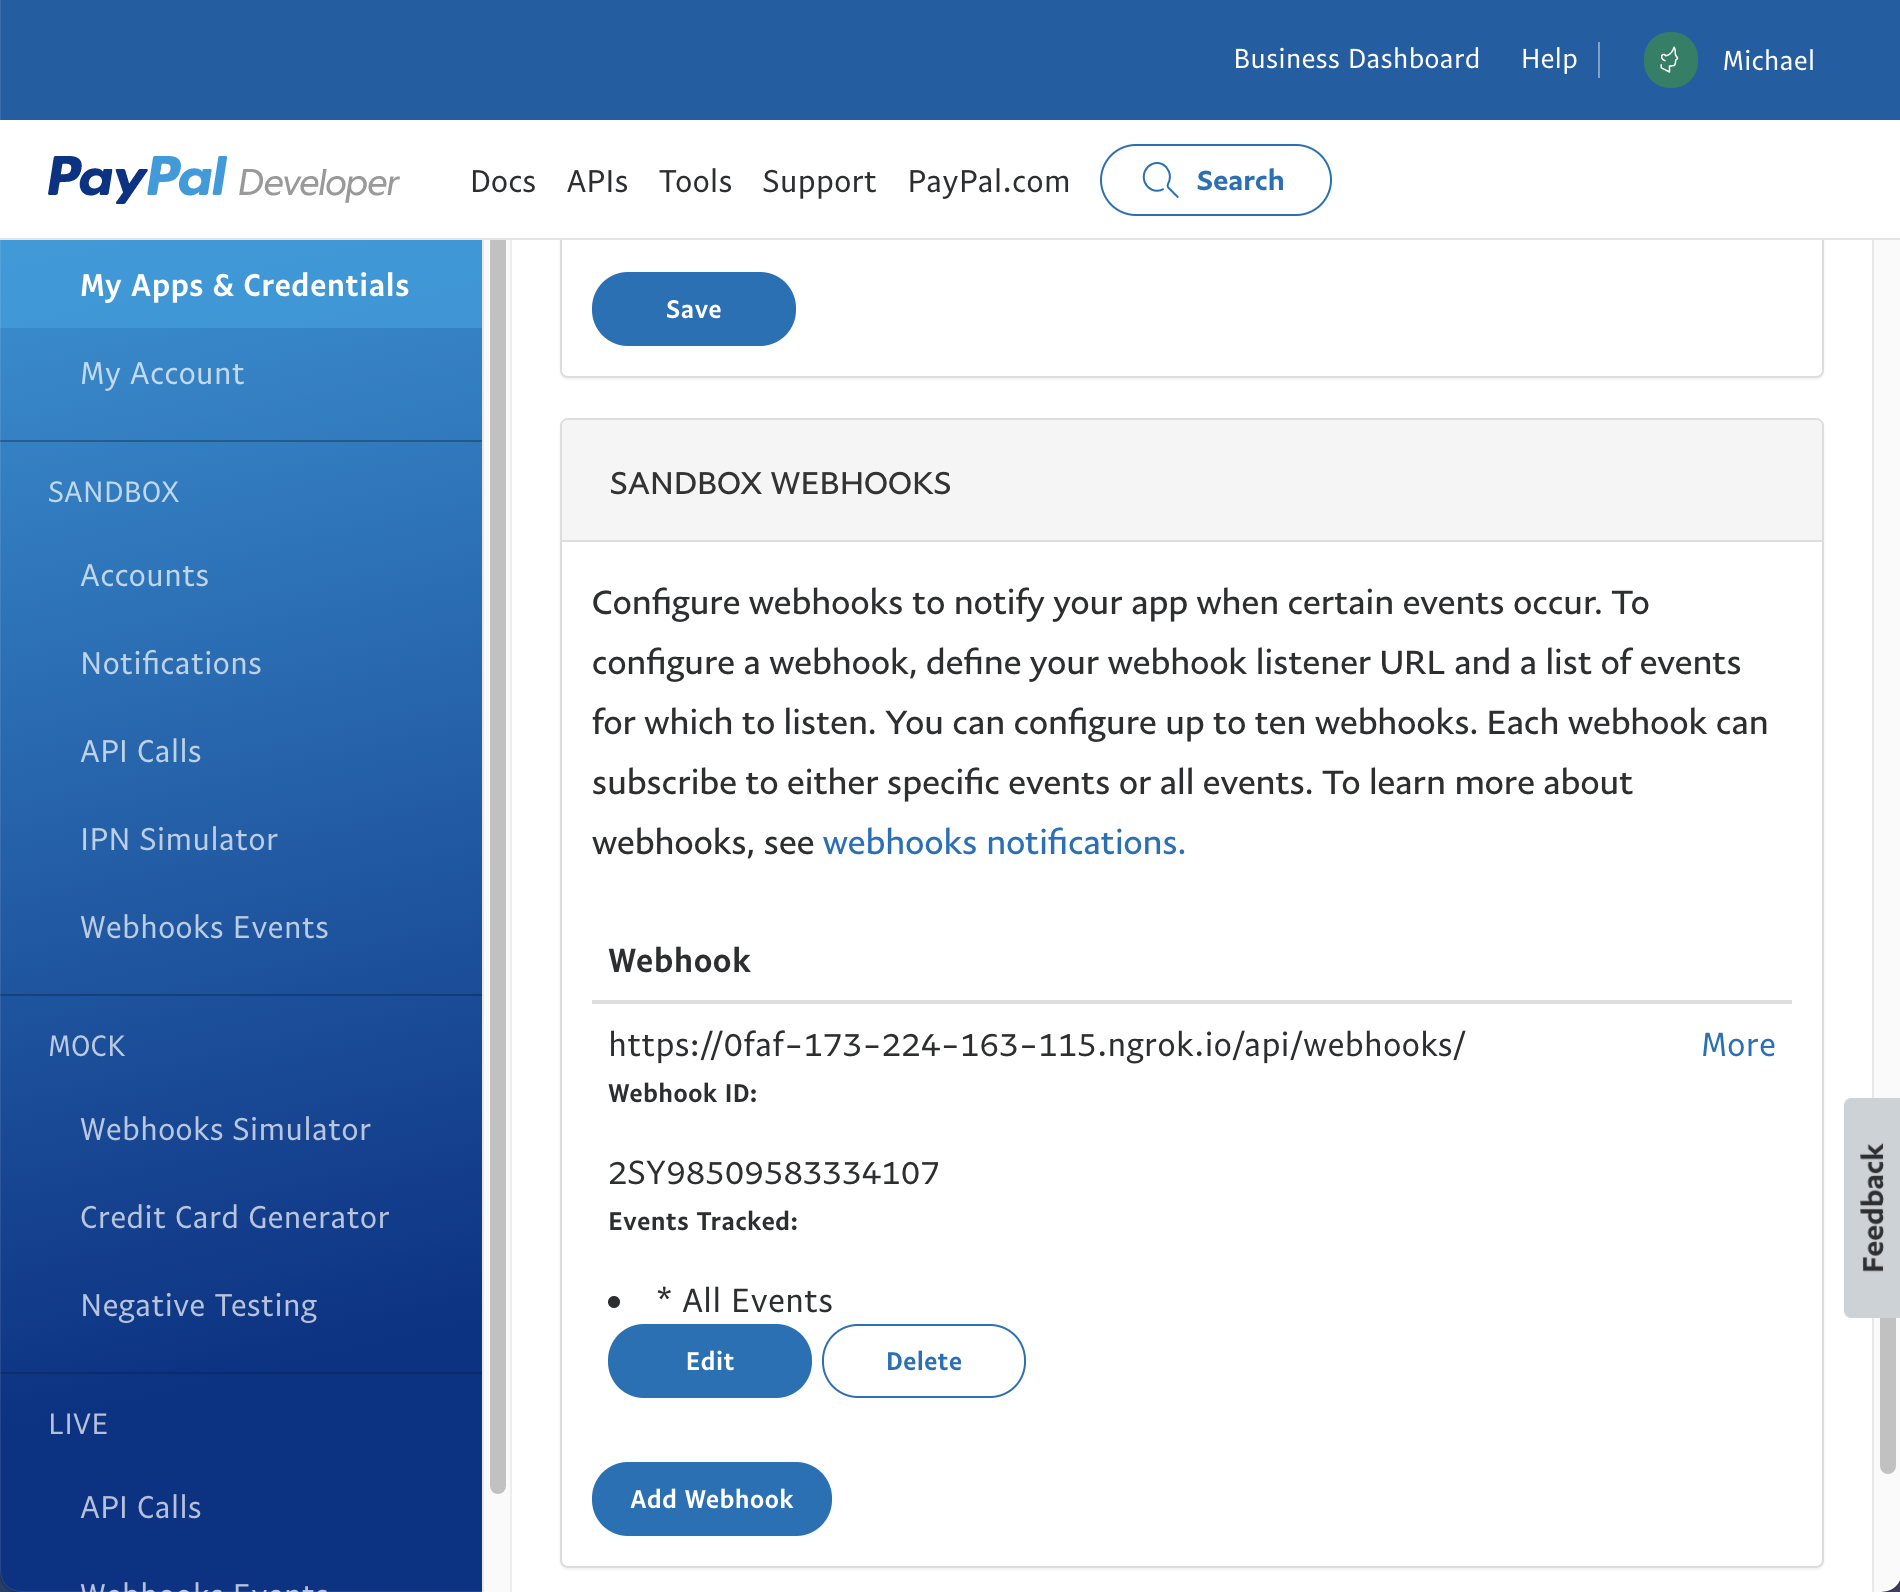 Business Dashboard Help Michael
PayPal Developer Docs APIs Tools Support PayPal.com Search
My Apps & Credentials
My Account
SANDBOX
Accounts
Notifications
API Calls
IPN Simulator
Webhooks Events
MOCK
Webhooks Simulator
Credit Card Generator
Negative Testing
LIVE
API Calls
Webhooks Events
Save
SANDBOX WEBHOOKS
Configure webhooks to notify your app when certain events occur. To
configure a webhook, define your webhook listener URL and a list of events
for which to listen. You can configure up to ten webhooks. Each webhook can
subscribe to either specific events or all events. To learn more about
webhooks, see webhooks notifications.
Webhook
https://0faf-173-224-163-115.ngrok.io/api/webhooks/ More
Webhook ID:
2SY98509583334107
Events Tracked:
* All Events
Edit Delete
Add Webhook
Feedback